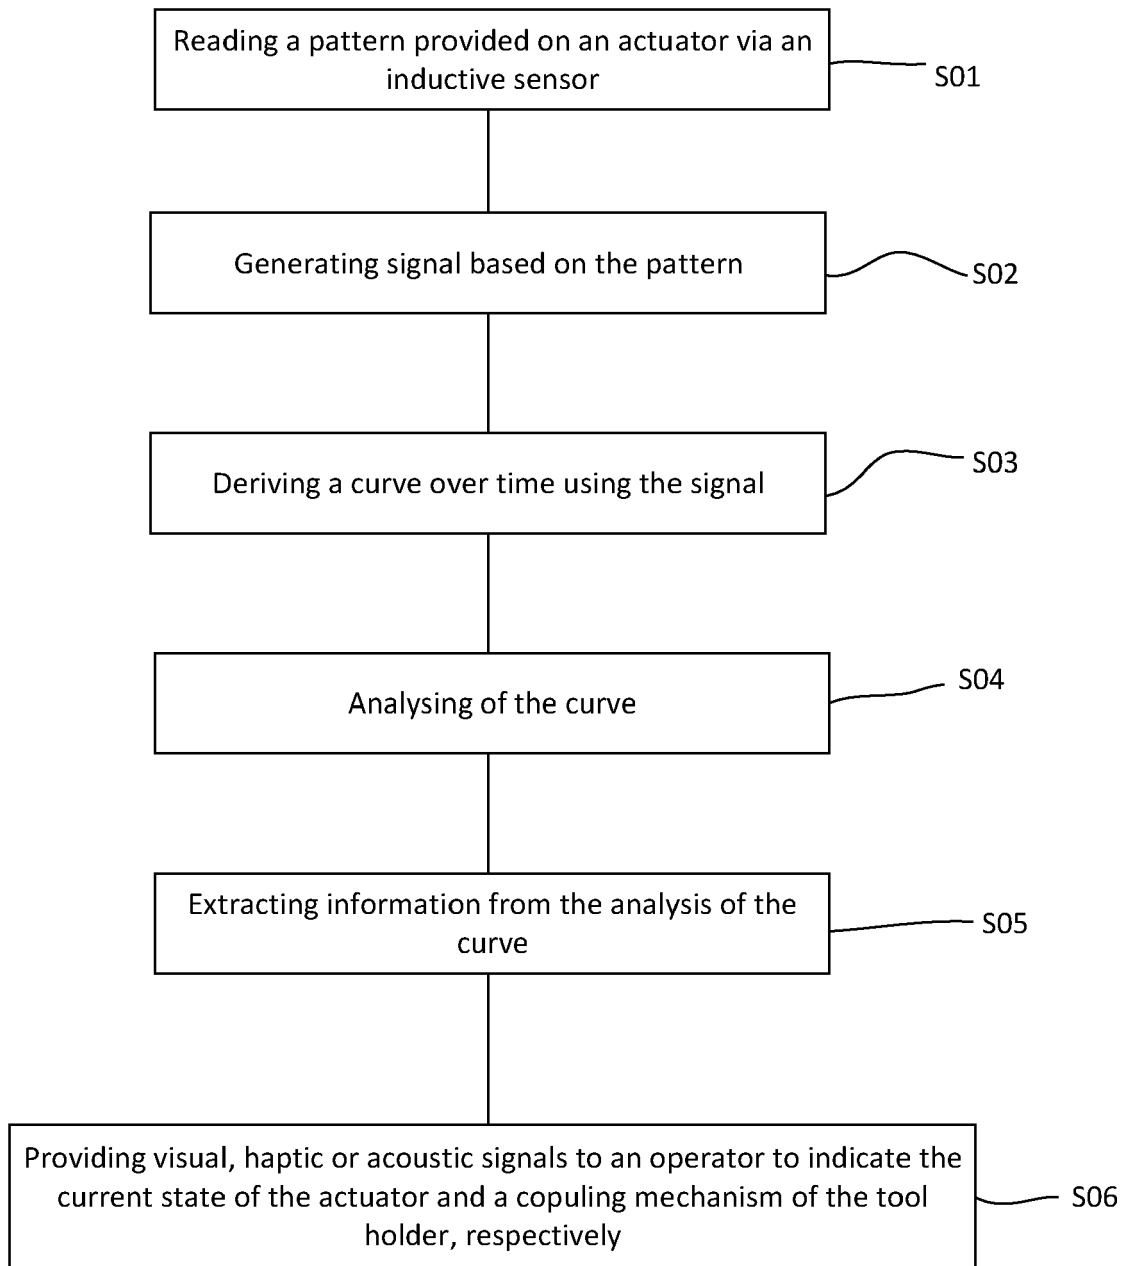 Reading a pattern provided on an actuator via an
inductive sensor
S01
Generating signal based on the pattern
S02
Deriving a curve over time using the signal
S03
Analysing of the curve
S04
Extracting information from the analysis of the
curve
S05
Providing visual, haptic or acoustic signals to an operator to indicate the
current state of the actuator and a copuling mechanism of the tool
holder, respectively
S06